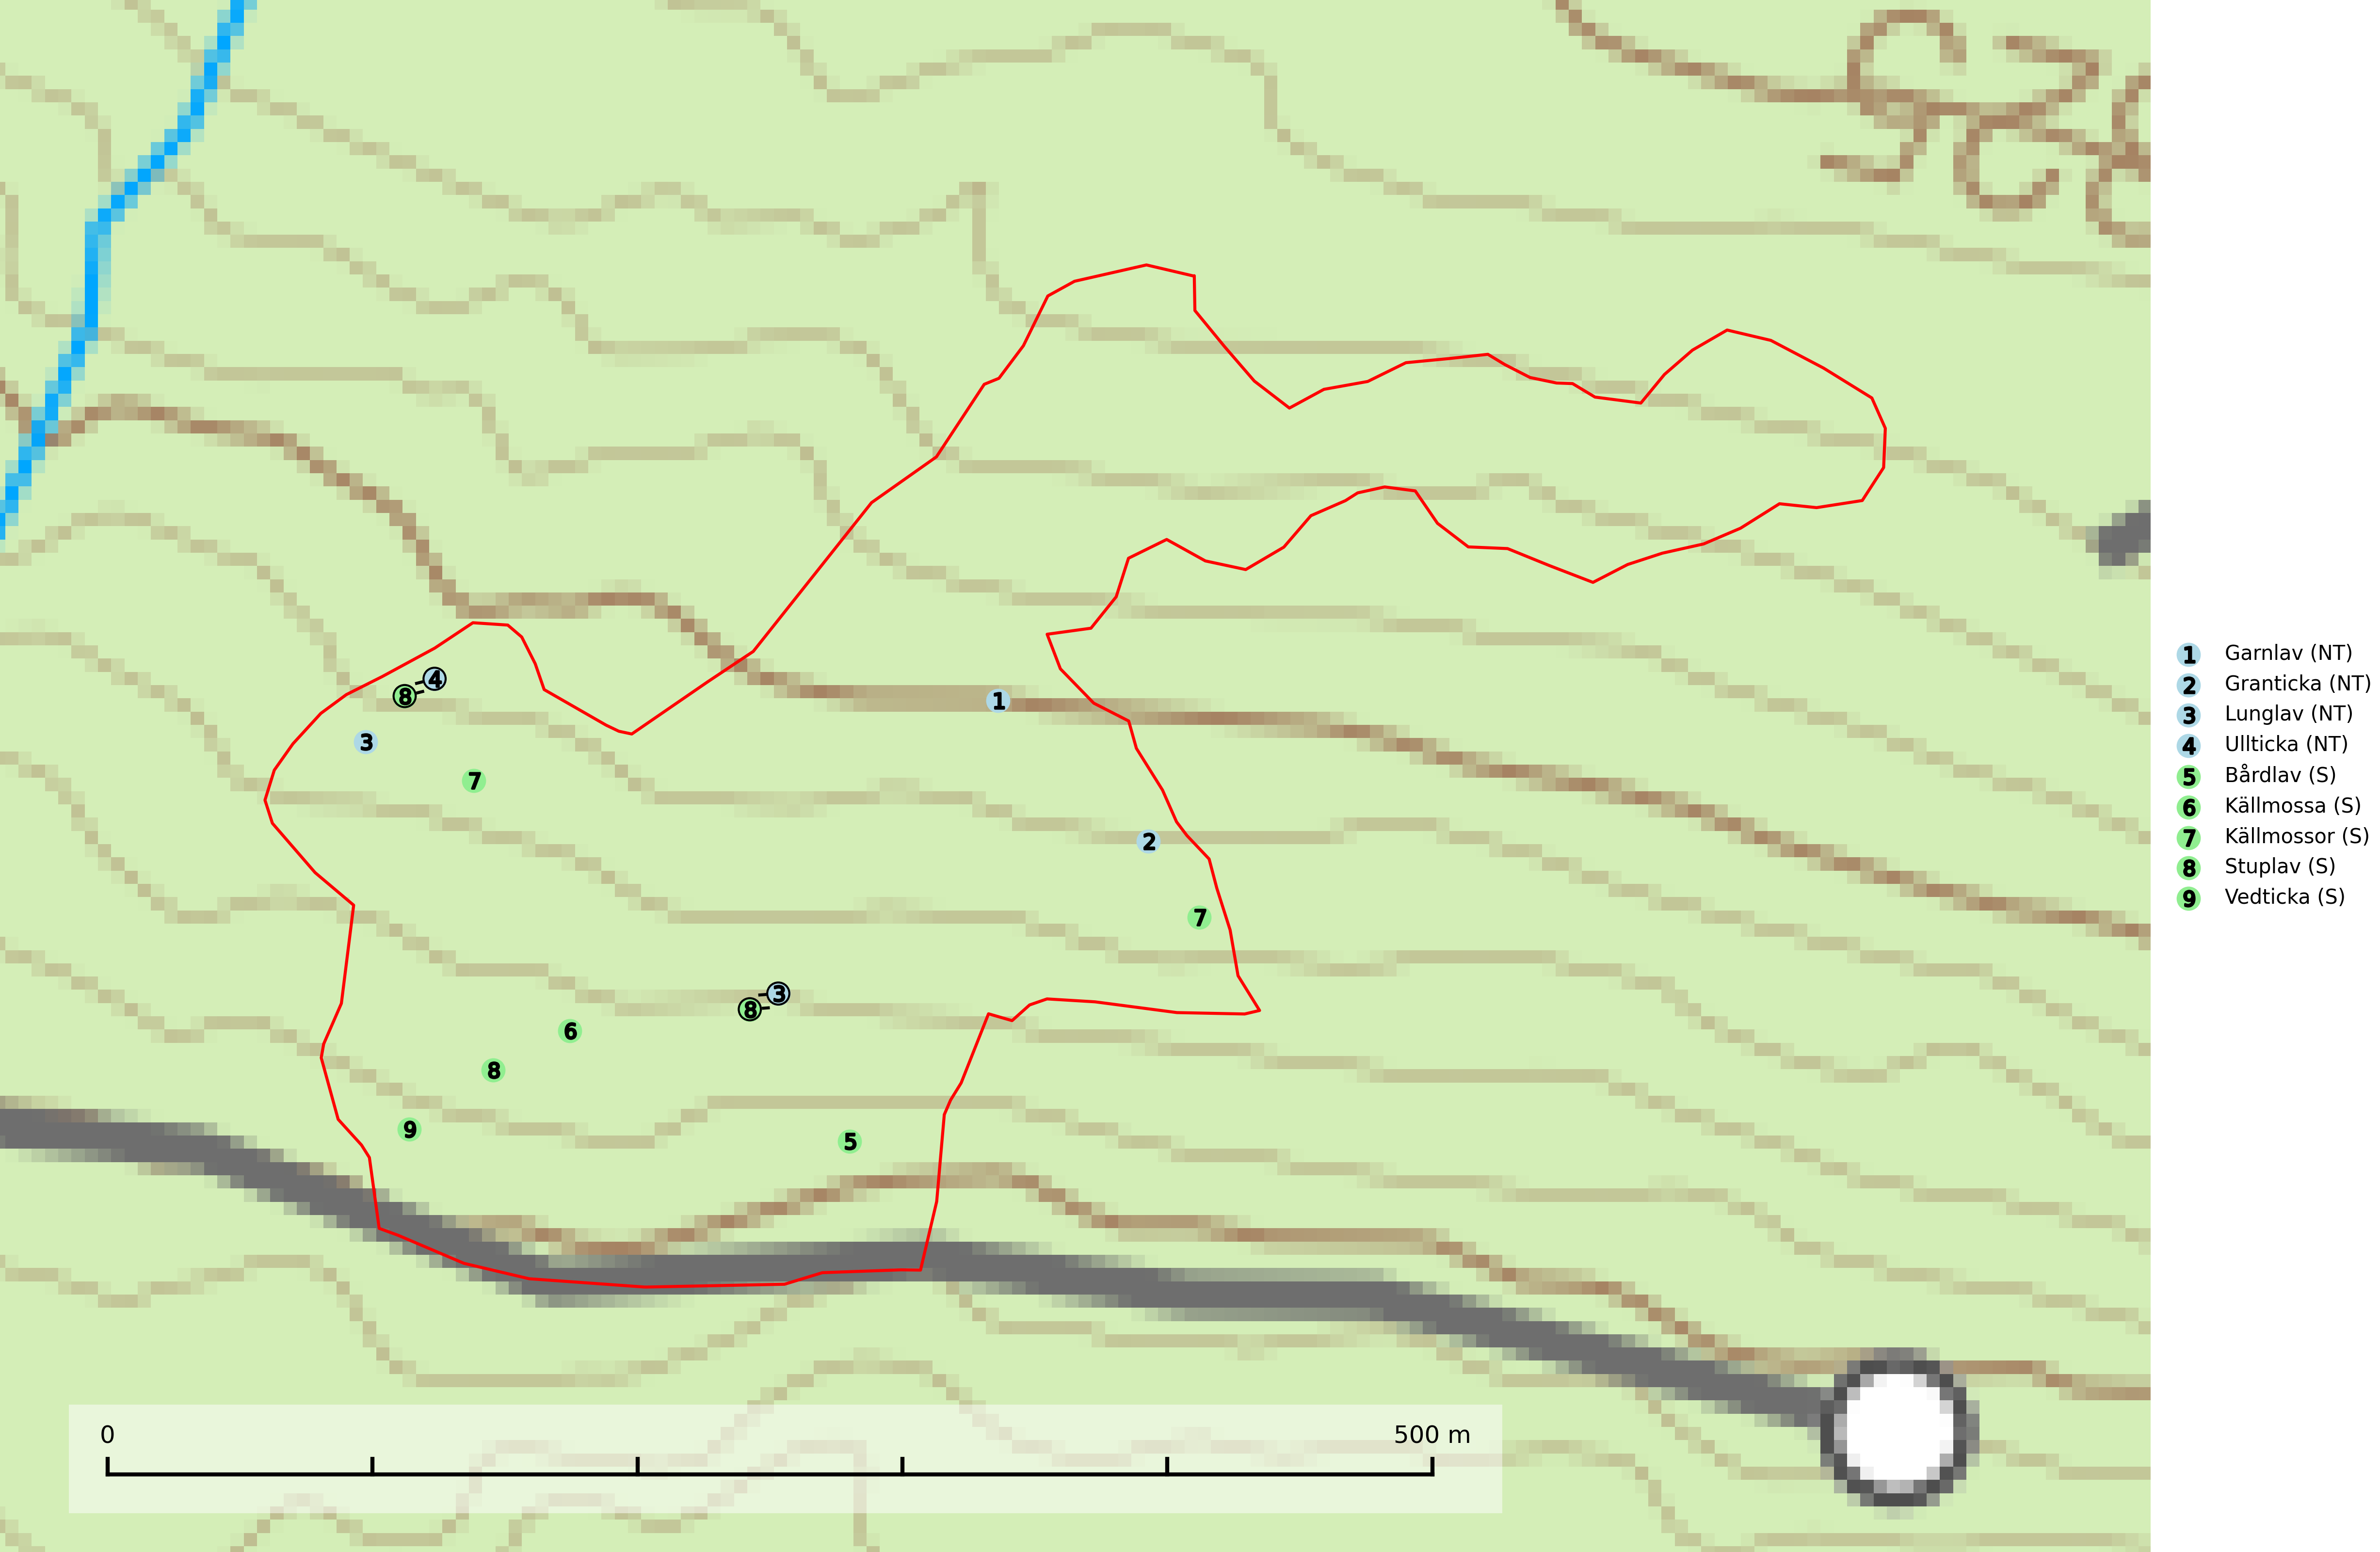 4
8
3
7
1
2
7
3
8
6
8
9
5
0
500 m
1 Garnlav (NT)
2 Granticka (NT)
3 Lunglav (NT)
4 Ullticka (NT)
5 Bårdlav (S)
6 Källmossa (S)
7 Källmossor (S)
8 Stuplav (S)
9 Vedticka (S)